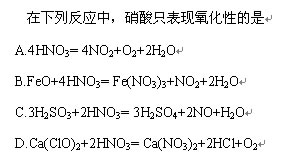 在下列反应中，硝酸只表现氧化性的是
A.4HNO₃= 4NO₂+O₂+2H₂O
B.FeO+4HNO₃= Fe(NO₃)₃+NO₂+2H₂O
C.3H₂SO₃+2HNO₃= 3H₂SO₄+2NO+H₂O
D.Ca(ClO)₂+2HNO₃= Ca(NO₃)₂+2HCl+O₂